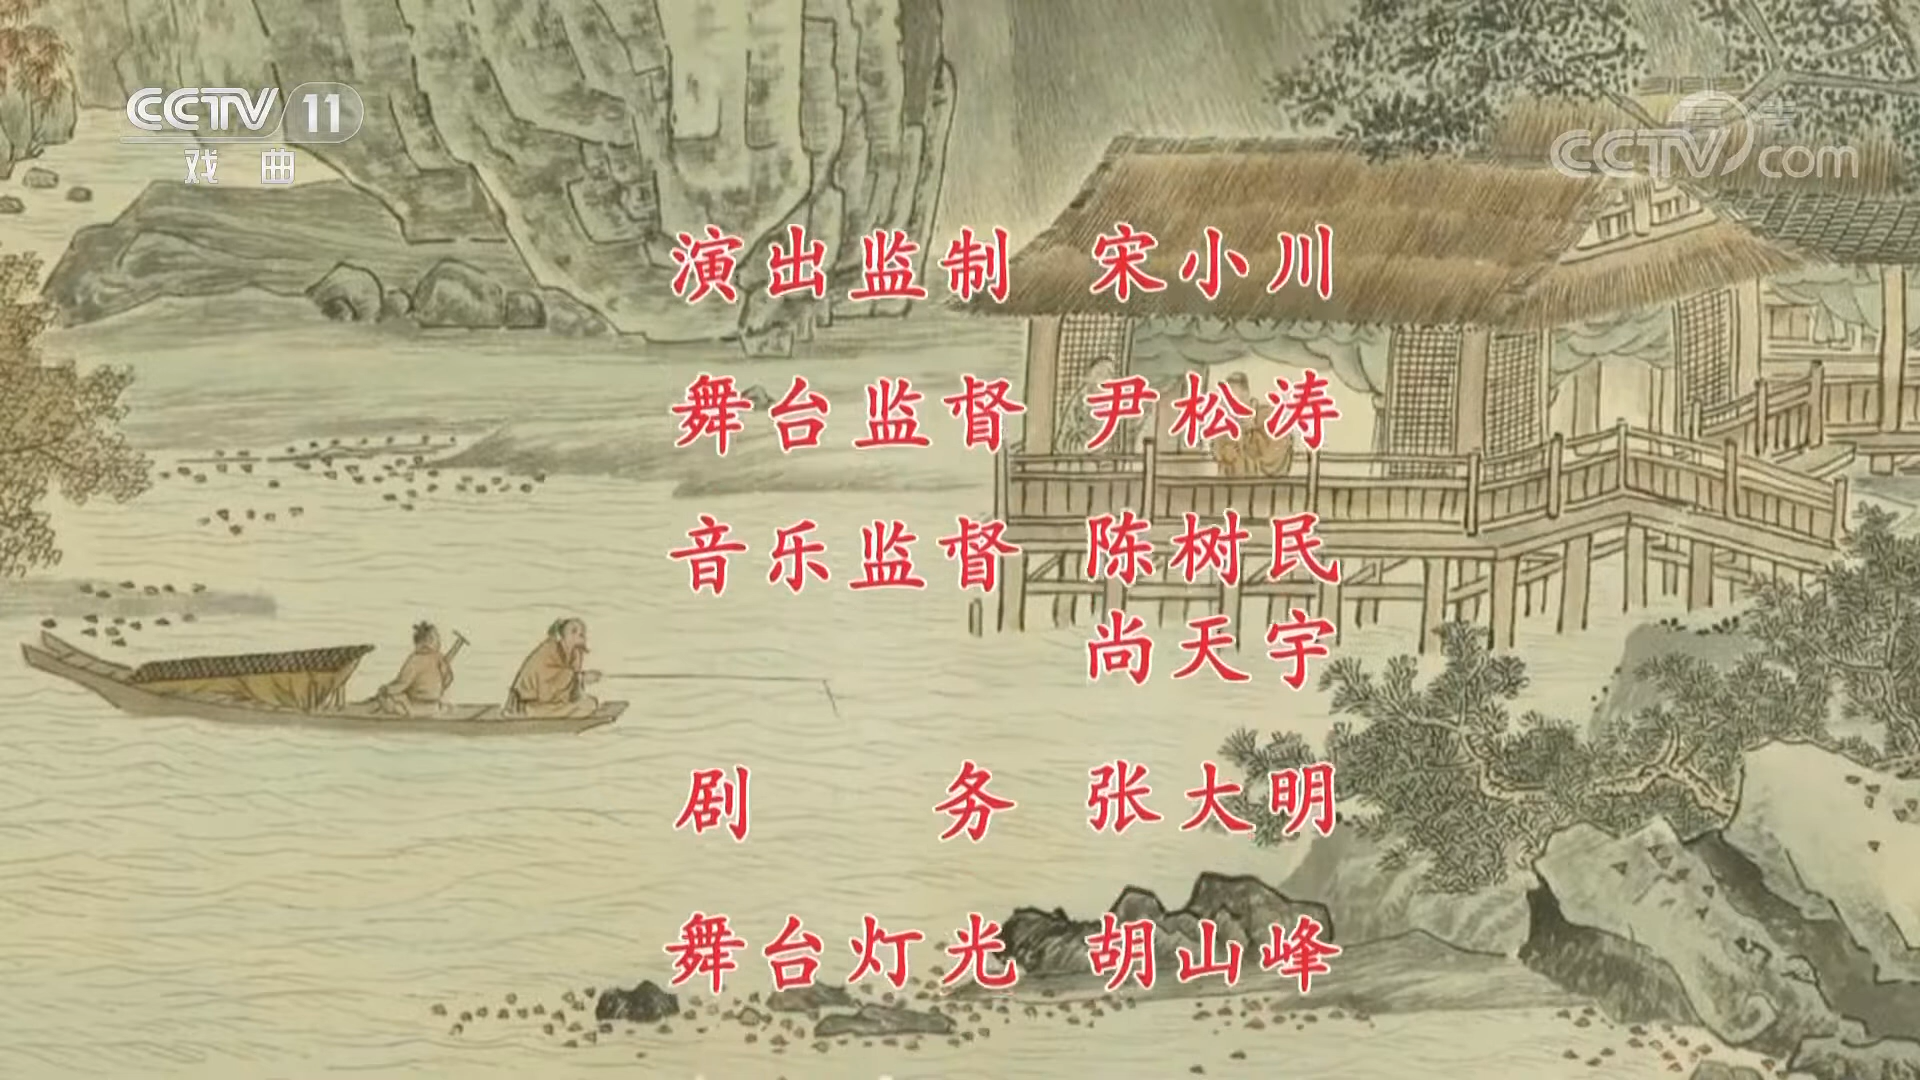 CCTV 11
戏 曲
CCTV com
演出监制 宋小川
舞台监督 尹松涛
音乐监督 陈树民
尚天宇
剧 务 张大明
舞台灯光 胡山峰